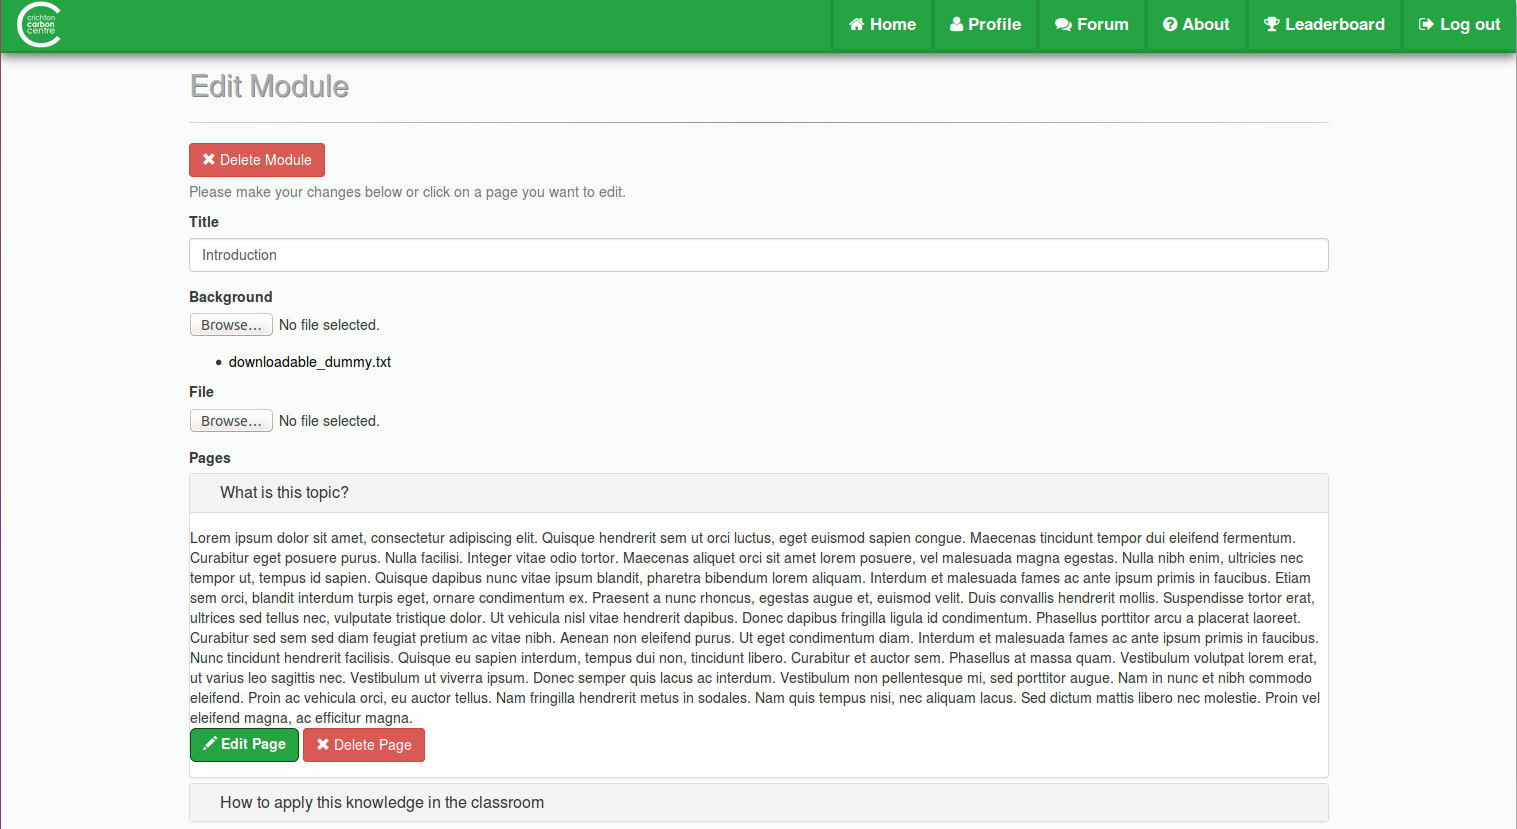 crichton
carbon
centre
Home
Profile
Forum
About
Leaderboard
Log out
Edit Module
Delete Module
Please make your changes below or click on a page you want to edit.
Title
Introduction
Background
Browse... No file selected.
• downloadable_dummy.txt
File
Browse... No file selected.
Pages
What is this topic?
Lorem ipsum dolor sit amet, consectetur adipiscing elit. Quisque hendrerit sem ut orci luctus, eget euismod sapien congue. Maecenas tincidunt tempor dui eleifend fermentum.
Curabitur eget posuere purus. Nulla facilisi. Integer vitae odio tortor. Maecenas aliquet orci sit amet lorem posuere, vel malesuada magna egestas. Nulla nibh enim, ultricies nec
tempor ut, tempus id sapien. Quisque dapibus nunc vitae ipsum blandit, pharetra bibendum lorem aliquam. Interdum et malesuada fames ac ante ipsum primis in faucibus. Etiam
sem orci, blandit interdum turpis eget, ornare condimentum ex. Praesent a nunc rhoncus, egestas augue et, euismod velit. Duis convallis hendrerit mollis. Suspendisse tortor erat,
ultrices sed tellus nec, vulputate tristique dolor. Ut vehicula nisl vitae hendrerit dapibus. Donec dapibus fringilla ligula id condimentum. Phasellus porttitor arcu a placerat laoreet.
Curabitur sed sem sed diam feugiat pretium ac vitae nibh. Aenean non eleifend purus. Ut eget condimentum diam. Interdum et malesuada fames ac ante ipsum primis in faucibus.
Nunc tincidunt hendrerit facilisis. Quisque eu sapien interdum, tempus dui non, tincidunt libero. Curabitur et auctor sem. Phasellus at massa quam. Vestibulum volutpat lorem erat,
ut varius leo sagittis nec. Vestibulum ut viverra ipsum. Donec semper quis lacus ac interdum. Vestibulum non pellentesque mi, sed porttitor augue. Nam in nunc et nibh commodo
eleifend. Proin ac vehicula orci, eu auctor tellus. Nam fringilla hendrerit metus in sodales. Nam quis tempus nisi, nec aliquam lacus. Sed dictum mattis libero nec molestie. Proin vel
eleifend magna, ac efficitur magna.
Edit Page
Delete Page
How to apply this knowledge in the classroom